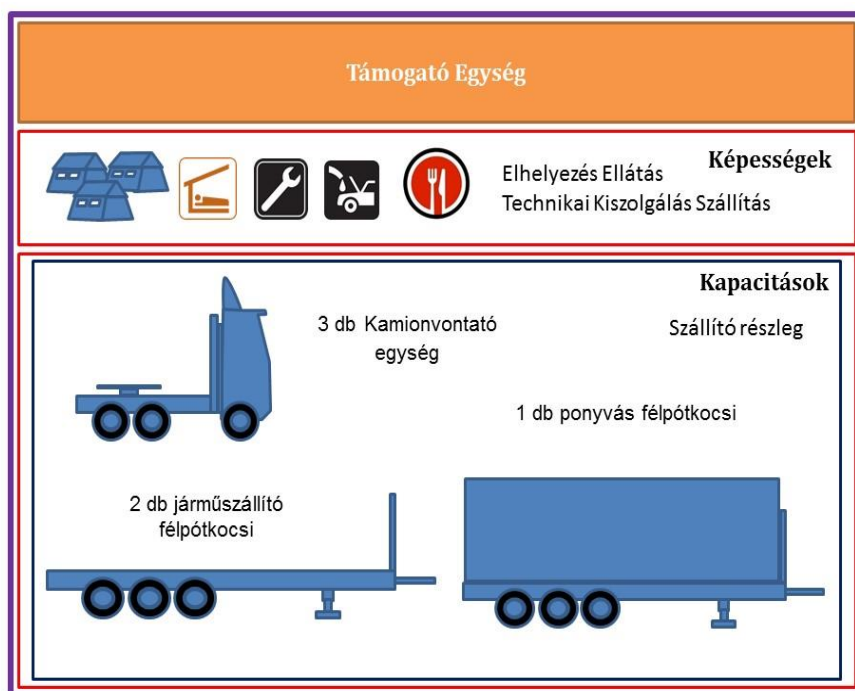 Támogató Egység
Képességek
Elhelyezés Ellátás
Technikai Kiszolgálás Szállítás
Kapacitások
Szállító részleg
3 db Kamionvontató
egység
1 db ponyvás félpótkocsi
2 db járműszállító
félpótkocsi